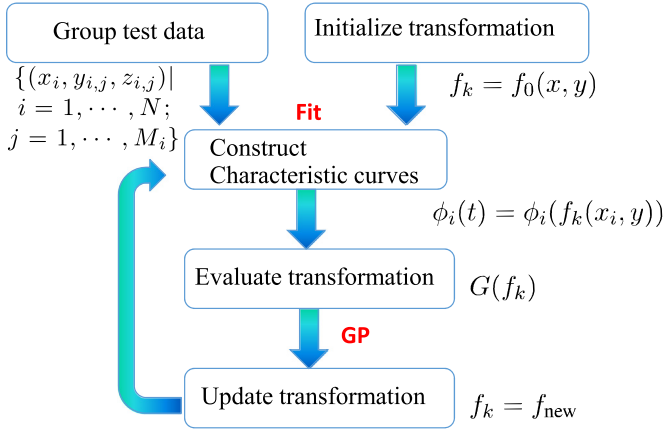 Group test data
Initialize transformation
{(x_i, y_{i,j}, z_{i,j})|
i = 1, ··· , N;
j = 1, ··· , M_i}
f_k = f_0(x, y)
Fit
Construct
Characteristic curves
ϕ_i(t) = ϕ_i(f_k(x_i, y))
Evaluate transformation
G(f_k)
GP
Update transformation
f_k = f_new